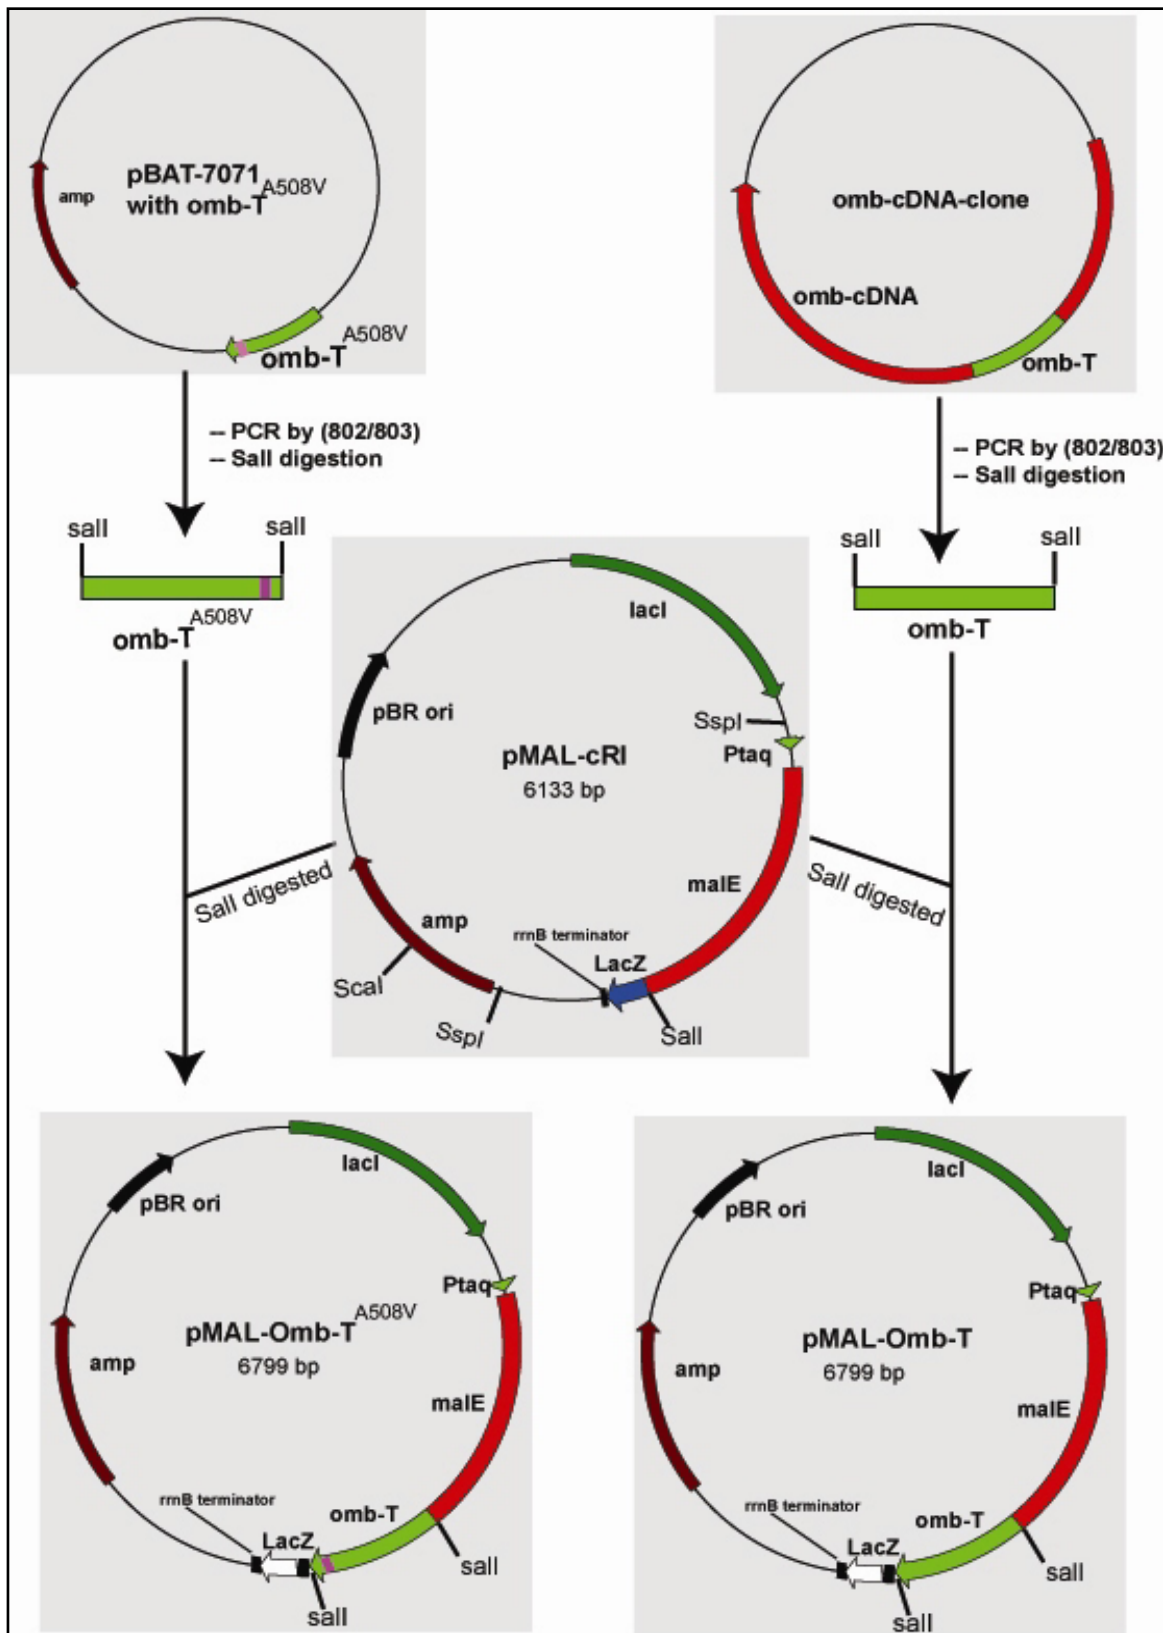 pBAT-7071
with omb-T A508V
amp
omb-T A508V
omb-cDNA-clone
omb-cDNA
omb-T
-- PCR by (802/803)
-- SalI digestion
-- PCR by (802/803)
-- SalI digestion
salI
salI
omb-T A508V
salI
salI
omb-T
lacI
pBR ori
SspI
Ptaq
pMAL-cRI
6133 bp
malE
amp
rrnB terminator
LacZ
ScaI
SspI
SalI
SalI digested
SalI digested
lacI
pBR ori
Ptaq
pMAL-Omb-T A508V
6799 bp
amp
malE
rrnB terminator
omb-T
LacZ
salI
salI
lacI
pBR ori
Ptaq
pMAL-Omb-T
6799 bp
amp
malE
rrnB terminator
omb-T
LacZ
salI
salI